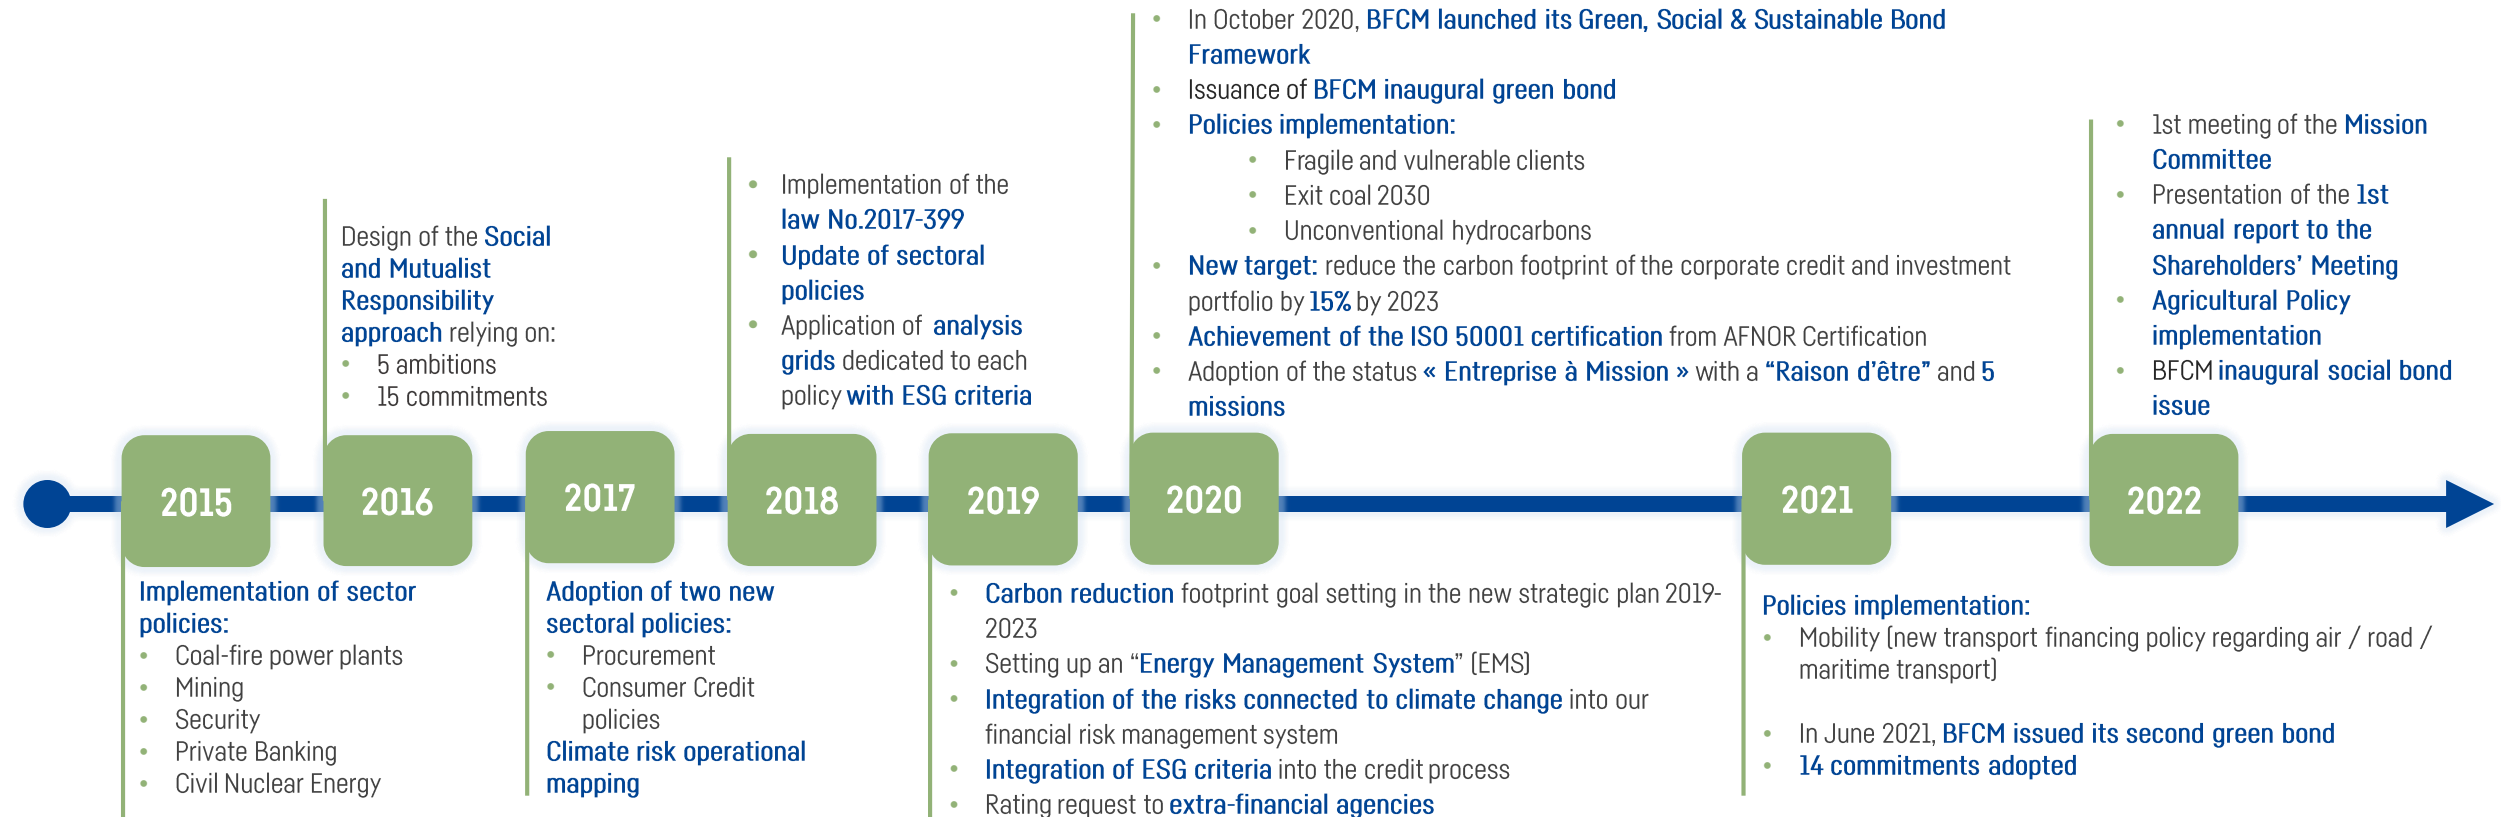 2015
Implementation of sector
policies:
• Coal-fire power plants
• Mining
• Security
• Private Banking
• Civil Nuclear Energy
Design of the Social
and Mutualist
Responsibility
approach relying on:
• 5 ambitions
• 15 commitments
2016
2017
Adoption of two new
sectoral policies:
• Procurement
• Consumer Credit
policies
Climate risk operational
mapping
• Implementation of the
law No.2017-399
• Update of sectoral
policies
• Application of analysis
grids dedicated to each
policy with ESG criteria
2018
2019
• Carbon reduction footprint goal setting in the new strategic plan 2019-
2023
• Setting up an “Energy Management System” (EMS)
• Integration of the risks connected to climate change into our
financial risk management system
• Integration of ESG criteria into the credit process
• Rating request to extra-financial agencies
• In October 2020, BFCM launched its Green, Social & Sustainable Bond
Framework
• Issuance of BFCM inaugural green bond
• Policies implementation:
• Fragile and vulnerable clients
• Exit coal 2030
• Unconventional hydrocarbons
• New target: reduce the carbon footprint of the corporate credit and investment
portfolio by 15% by 2023
• Achievement of the ISO 50001 certification from AFNOR Certification
• Adoption of the status « Entreprise à Mission » with a “Raison d’être” and 5
missions
2020
2021
Policies implementation:
• Mobility (new transport financing policy regarding air / road /
maritime transport)
• In June 2021, BFCM issued its second green bond
• 14 commitments adopted
• 1st meeting of the Mission
Committee
• Presentation of the 1st
annual report to the
Shareholders’ Meeting
• Agricultural Policy
implementation
• BFCM inaugural social bond
issue
2022